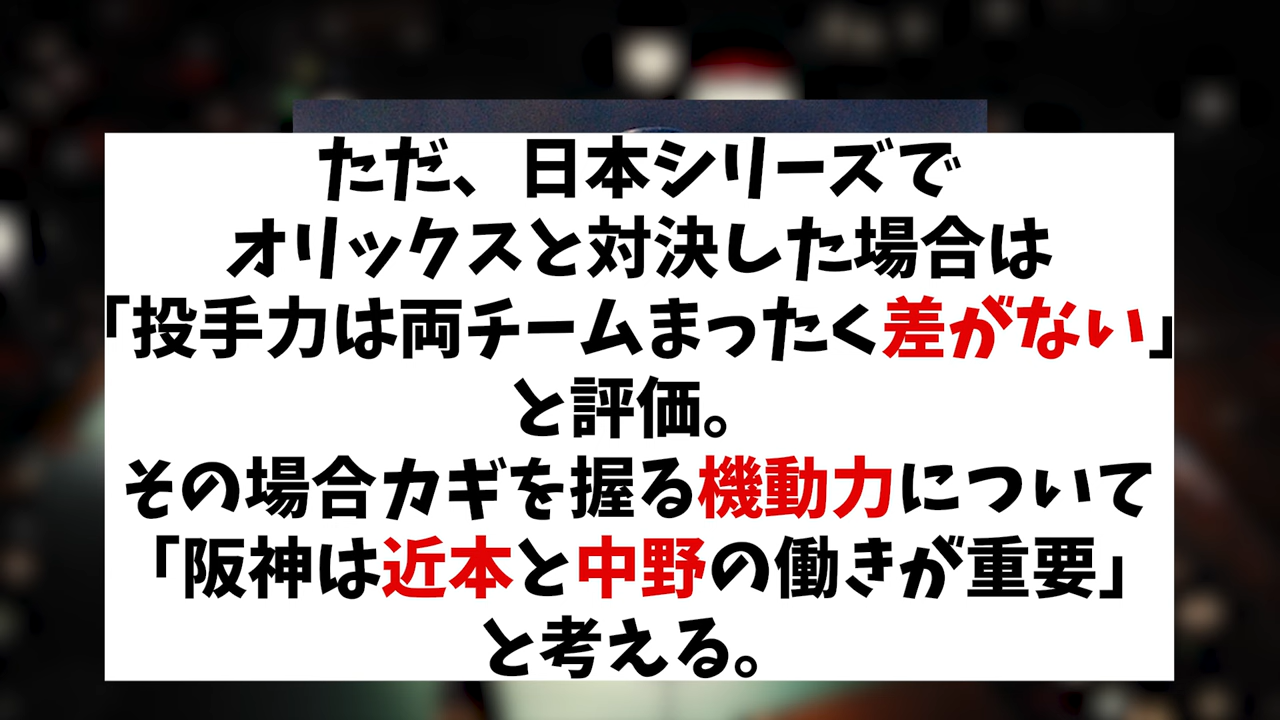 ただ、日本シリーズで
オリックスと対決した場合は
「投手力は両チームまったく差がない」
と評価。
その場合カギを握る機動力について
「阪神は近本と中野の働きが重要」
と考える。